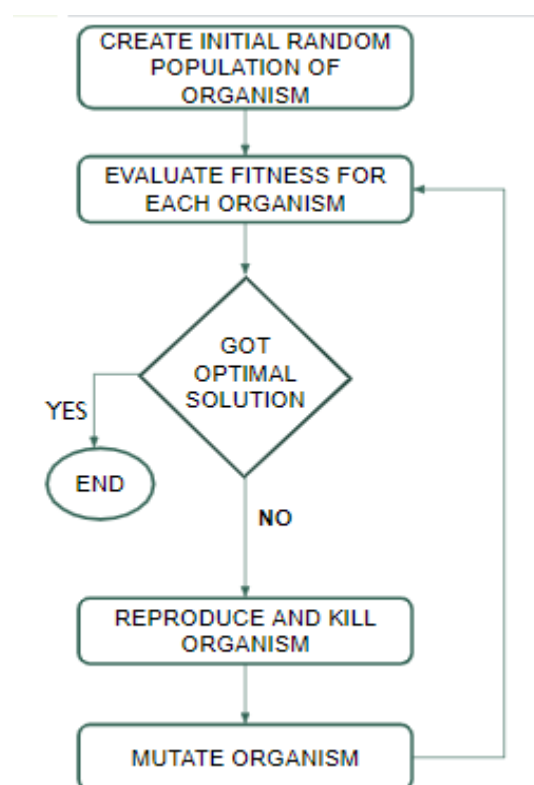 CREATE INITIAL RANDOM
POPULATION OF
ORGANISM
EVALUATE FITNESS FOR
EACH ORGANISM
GOT
OPTIMAL
SOLUTION
YES
END
NO
REPRODUCE AND KILL
ORGANISM
MUTATE ORGANISM